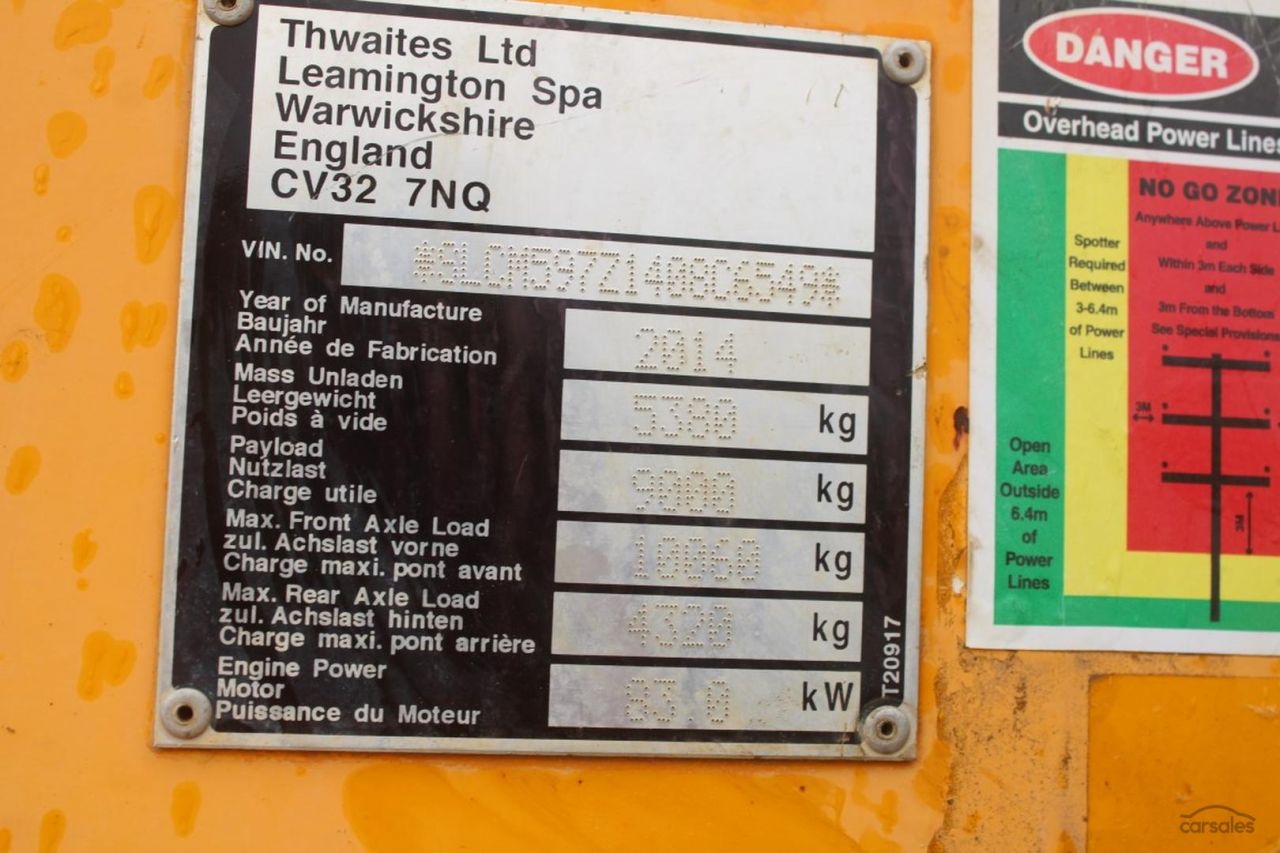 Thwaites Ltd
Leamington Spa
Warwickshire
England
CV32 7NQ
VIN. No.
Year of Manufacture
Baujahr
Année de Fabrication
2014
Mass Unladen
Leergewicht
Poids à vide
5380 kg
Payload
Nutzlast
Charge utile
9000 kg
Max. Front Axle Load
zul. Achslast vorne
Charge maxi. pont avant
10060 kg
Max. Rear Axle Load
zul. Achslast hinten
Charge maxi. pont arrière
4320 kg
Engine Power
Motor
Puissance du Moteur
83.0 kW
T20917
DANGER
Overhead Power Lines
NO GO ZONE
Anywhere Above Power
and
Within 3m Each Side
and
3m From the Bottom
See Special Provisions
Spotter
Required
Between
3-6.4m
of Power
Lines
3M
3M
Open
Area
Outside
6.4m
of
Power
Lines
carsales